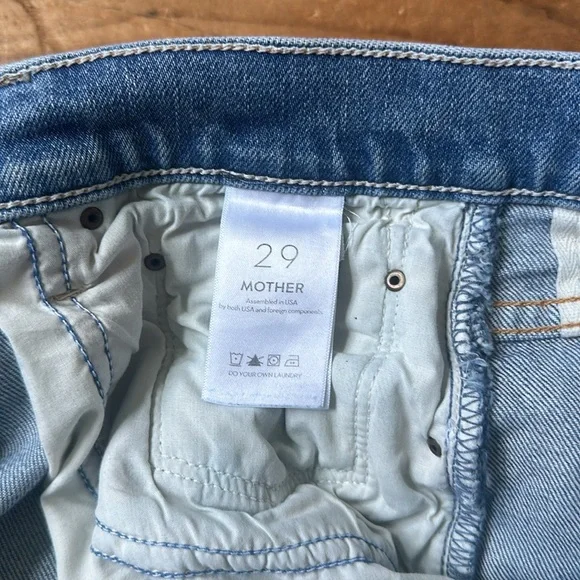 29
MOTHER
Assembled in USA
by both USA and foreign components
DO YOUR OWN LAUNDRY